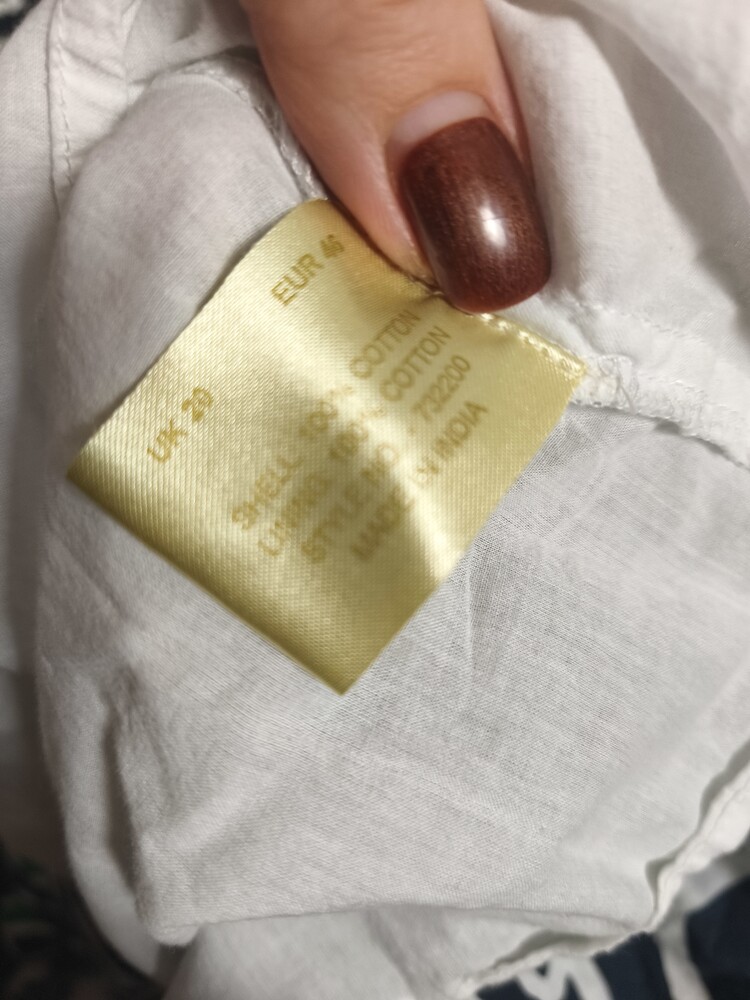 UK 20 EUR 46
SHELL 100% COTTON
LINING 100% COTTON
STYLE NO. - 732200
MADE IN INDIA